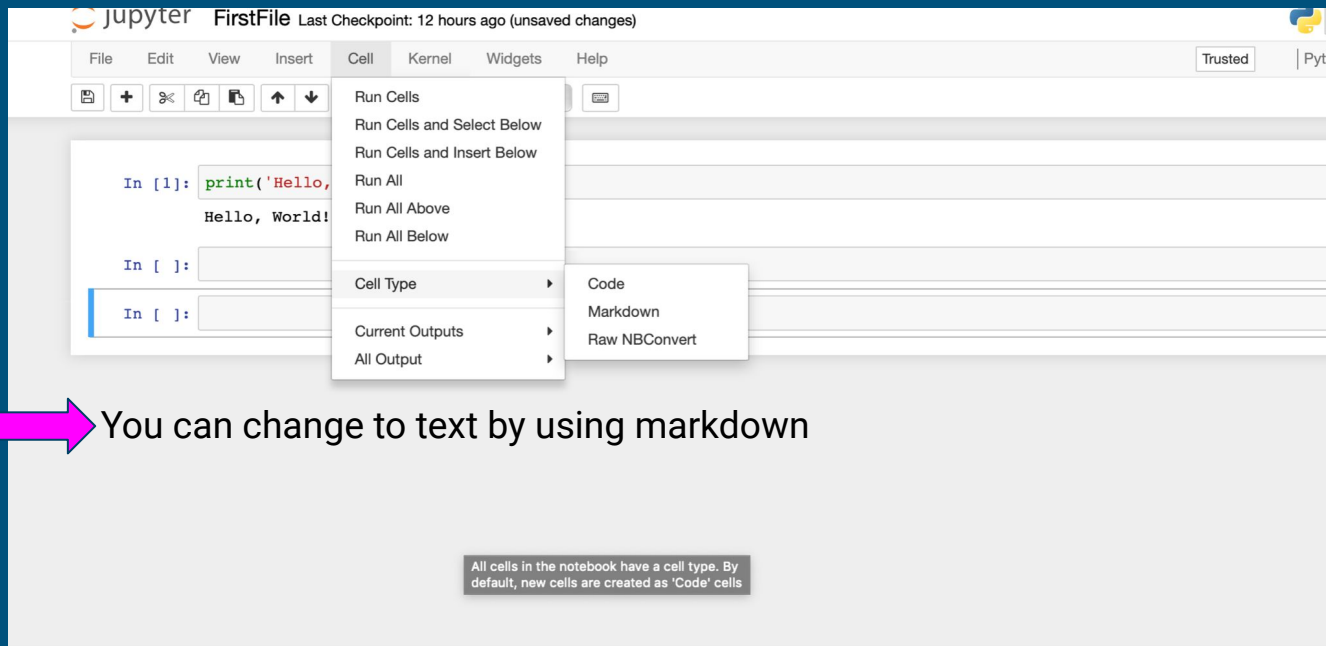 jupyter FirstFile Last Checkpoint: 12 hours ago (unsaved changes)
File Edit View Insert Cell Kernel Widgets Help Trusted Pyt
Run Cells
Run Cells and Select Below
Run Cells and Insert Below
In [1]: print('Hello, Run All
Hello, World! Run All Above
Run All Below
In [ ]:
Cell Type Code
In [ ]: Markdown
Current Outputs Raw NBConvert
All Output
You can change to text by using markdown
All cells in the notebook have a cell type. By
default, new cells are created as 'Code' cells